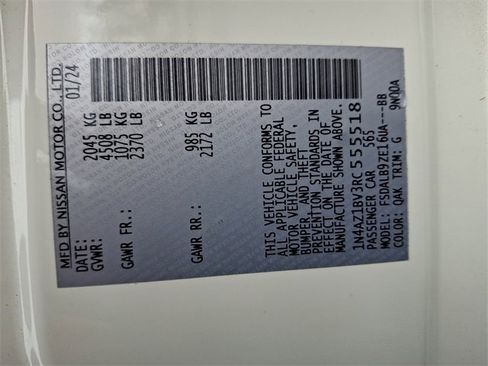 MFD BY NISSAN MOTOR CO., LTD.
DATE: 01/24
GVWR: 2045 KG
4508 LB
GAWR FR.: 1075 KG
2370 LB
GAWR RR.: 985 KG
2172 LB
THIS VEHICLE CONFORMS TO
ALL APPLICABLE FEDERAL
MOTOR VEHICLE SAFETY,
BUMPER, AND THEFT
PREVENTION STANDARDS IN
EFFECT ON THE DATE OF
MANUFACTURE SHOWN ABOVE.
1N4AZ1BV3RC555518
PASSENGER CAR 565
MODEL: FSDALB9ZE16UA---BB
COLOR: QAK TRIM: G 9N00A